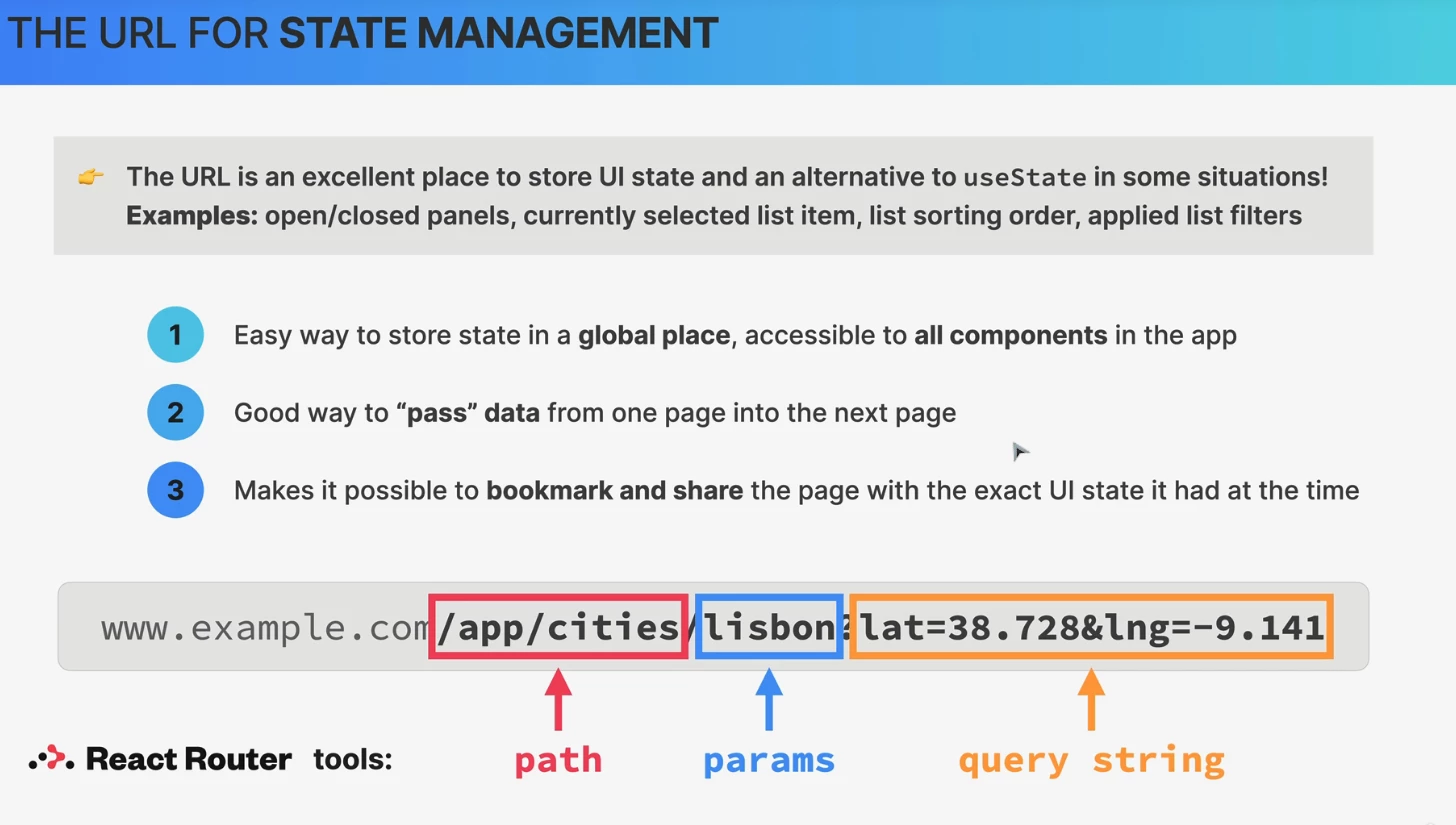 THE URL FOR STATE MANAGEMENT
👉 The URL is an excellent place to store UI state and an alternative to useState in some situations!
Examples: open/closed panels, currently selected list item, list sorting order, applied list filters
1 Easy way to store state in a global place, accessible to all components in the app
2 Good way to “pass” data from one page into the next page
3 Makes it possible to bookmark and share the page with the exact UI state it had at the time
www.example.com/app/cities/lisbon?lat=38.728&lng=-9.141
React Router tools: path params query string